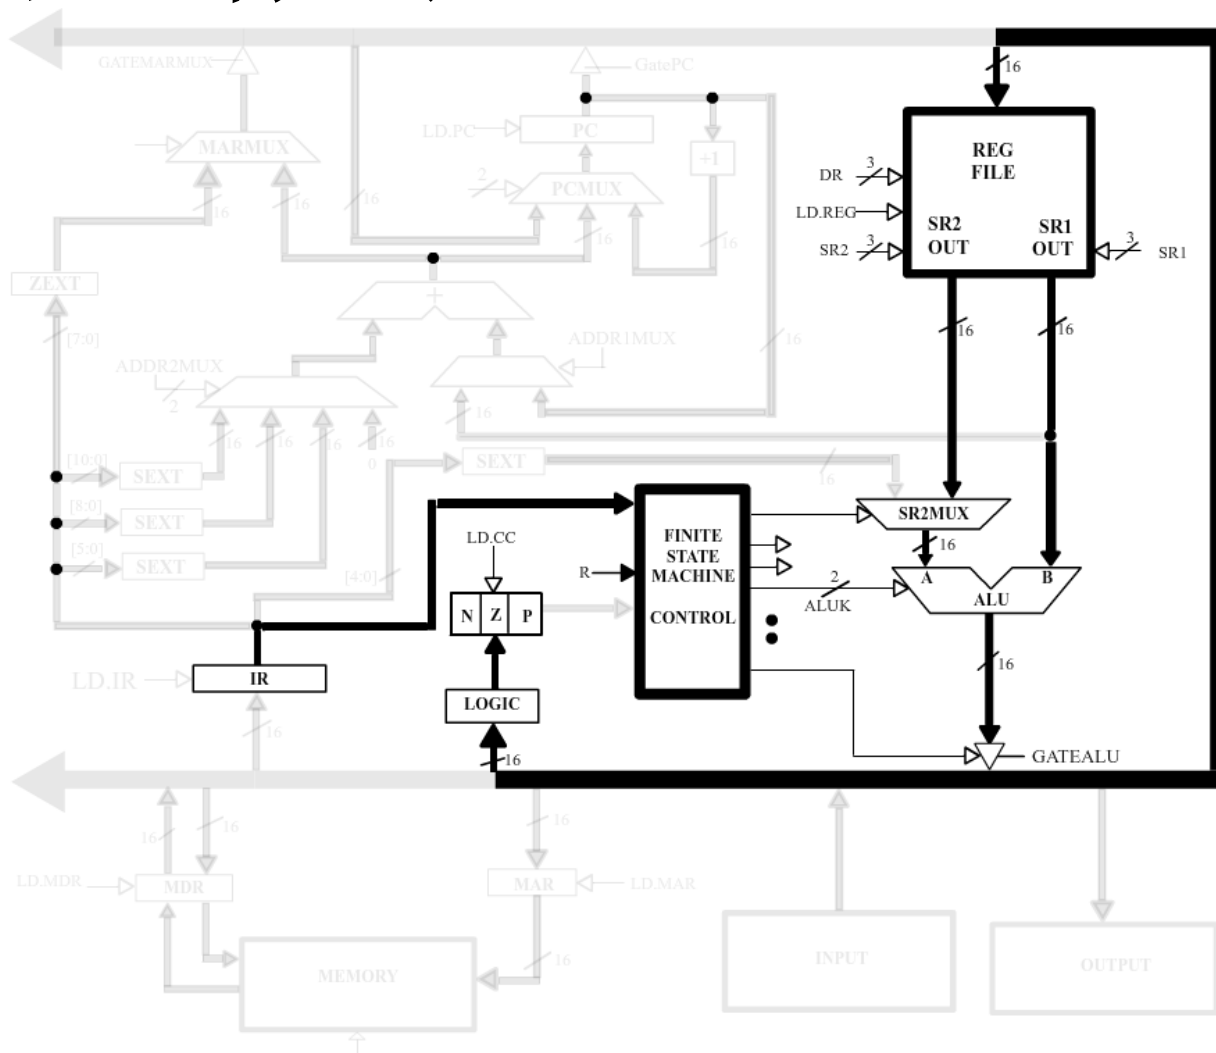 16
GATEMARMUX
GatePC
LD.PC
PC
MARMUX
+1
REG
FILE
2
PCMUX
DR
3
16
16
16
LD.REG
SR2
OUT
SR1
OUT
SR2
3
3
SR1
16
16
ZEXT
+
[7:0]
16
16
ADDR1MUX
16
ADDR2MUX
2
16
16
16
16
16
0
[10:0]
SEXT
SEXT
16
[8:0]
SEXT
SR2MUX
LD.CC
FINITE
STATE
MACHINE
CONTROL
16
[5:0]
SEXT
[4:0]
R
A
B
2
ALUK
ALU
N
Z
P
LD.IR
IR
16
LOGIC
16
16
GATEALU
16
16
16
LD.MDR
MDR
MAR
LD.MAR
16
MEMORY
INPUT
OUTPUT